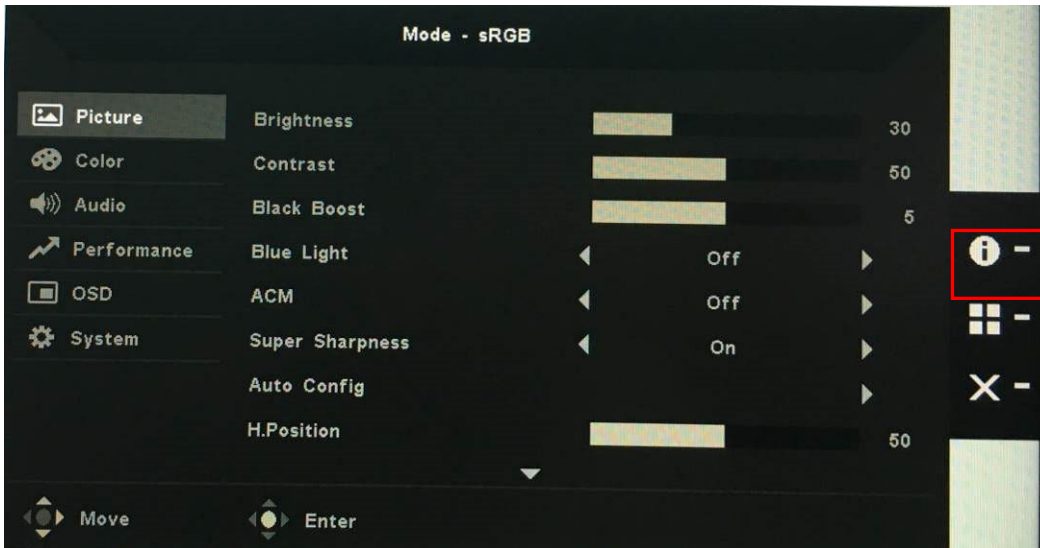 Mode - sRGB
Picture
Color
Audio
Performance
OSD
System
Brightness 30
Contrast 50
Black Boost 5
Blue Light Off
ACM Off
Super Sharpness On
Auto Config
H.Position 50
Move Enter